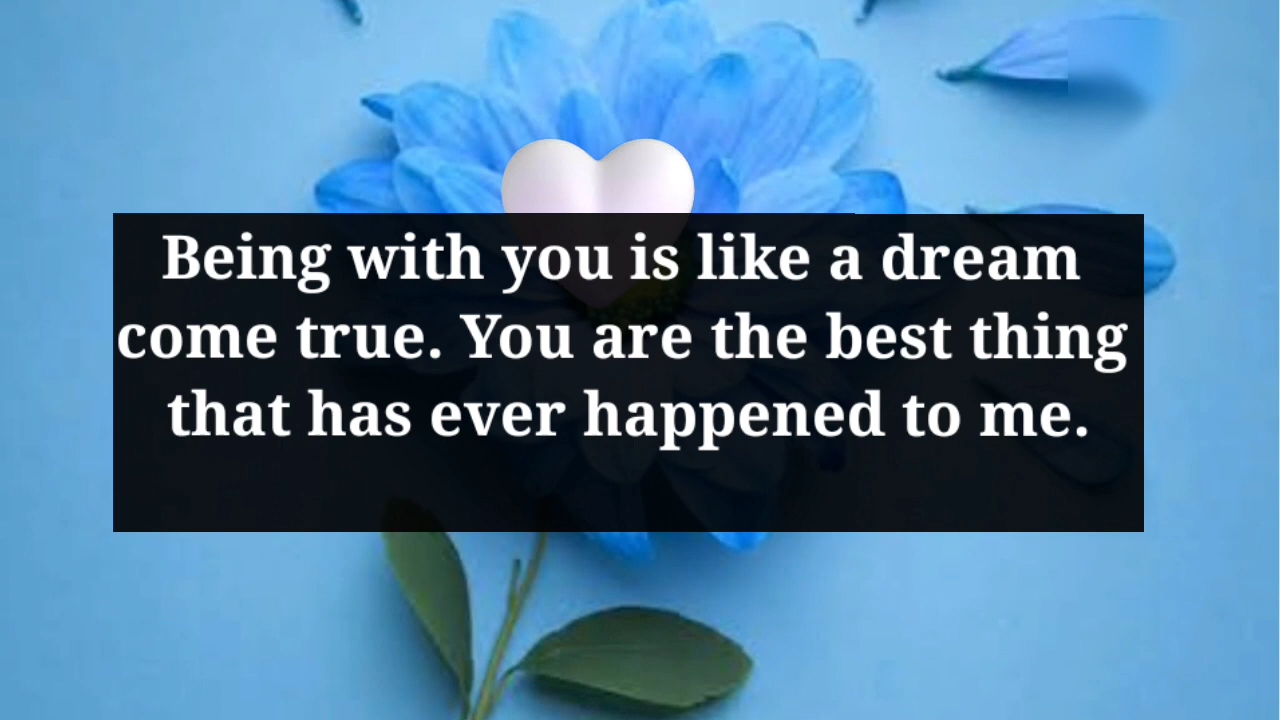 Being with you is like a dream
come true. You are the best thing
that has ever happened to me.